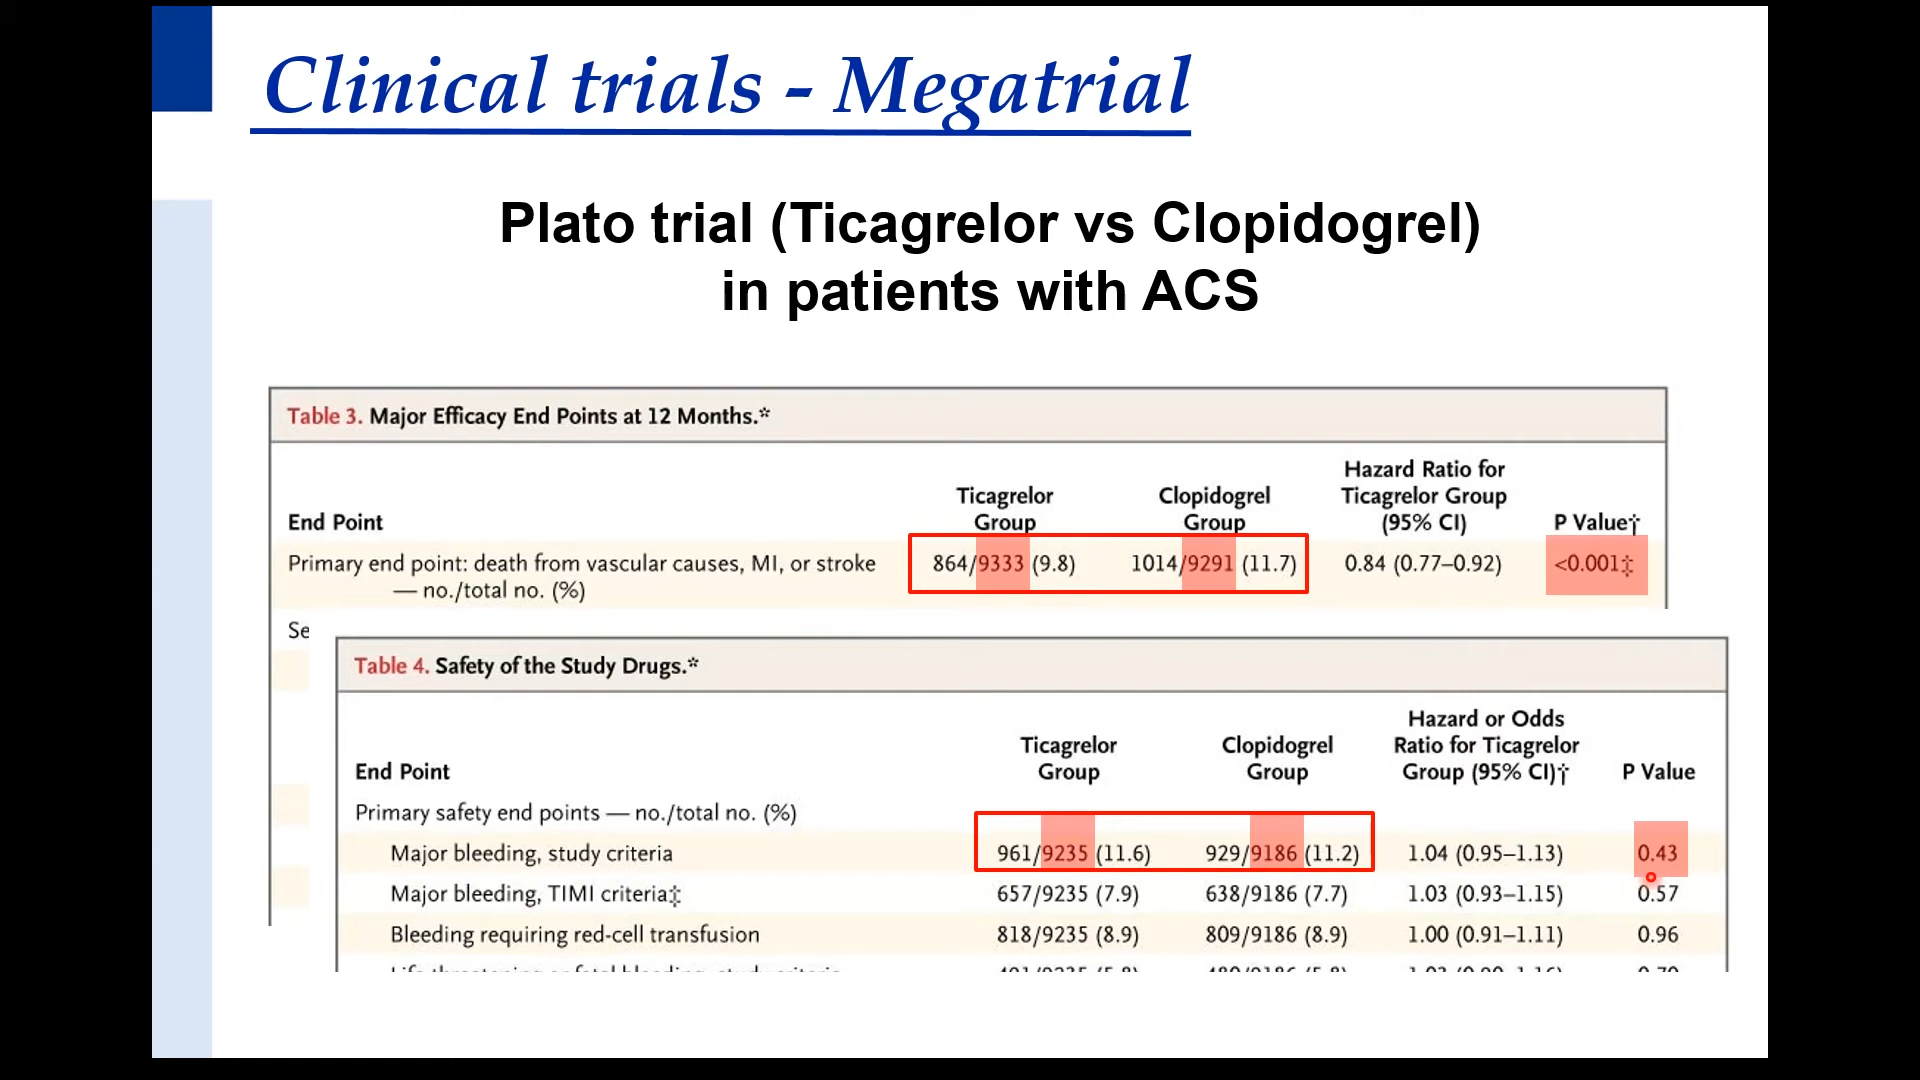 Clinical trials - Megatrial
Plato trial (Ticagrelor vs Clopidogrel)
in patients with ACS
Table 3. Major Efficacy End Points at 12 Months.*
End Point
Ticagrelor
Group
Clopidogrel
Group
Hazard Ratio for
Ticagrelor Group
(95% CI)
P Value†
Primary end point: death from vascular causes, MI, or stroke 864/9333 (9.8) 1014/9291 (11.7) 0.84 (0.77–0.92) <0.001‡
— no./total no. (%)
Se
Table 4. Safety of the Study Drugs.*
End Point
Ticagrelor
Group
Clopidogrel
Group
Hazard or Odds
Ratio for Ticagrelor
Group (95% CI)†
P Value
Primary safety end points — no./total no. (%)
Major bleeding, study criteria 961/9235 (11.6) 929/9186 (11.2) 1.04 (0.95–1.13) 0.43
Major bleeding, TIMI criteria‡ 657/9235 (7.9) 638/9186 (7.7) 1.03 (0.93–1.15) 0.57
Bleeding requiring red-cell transfusion 818/9235 (8.9) 809/9186 (8.9) 1.00 (0.91–1.11) 0.96